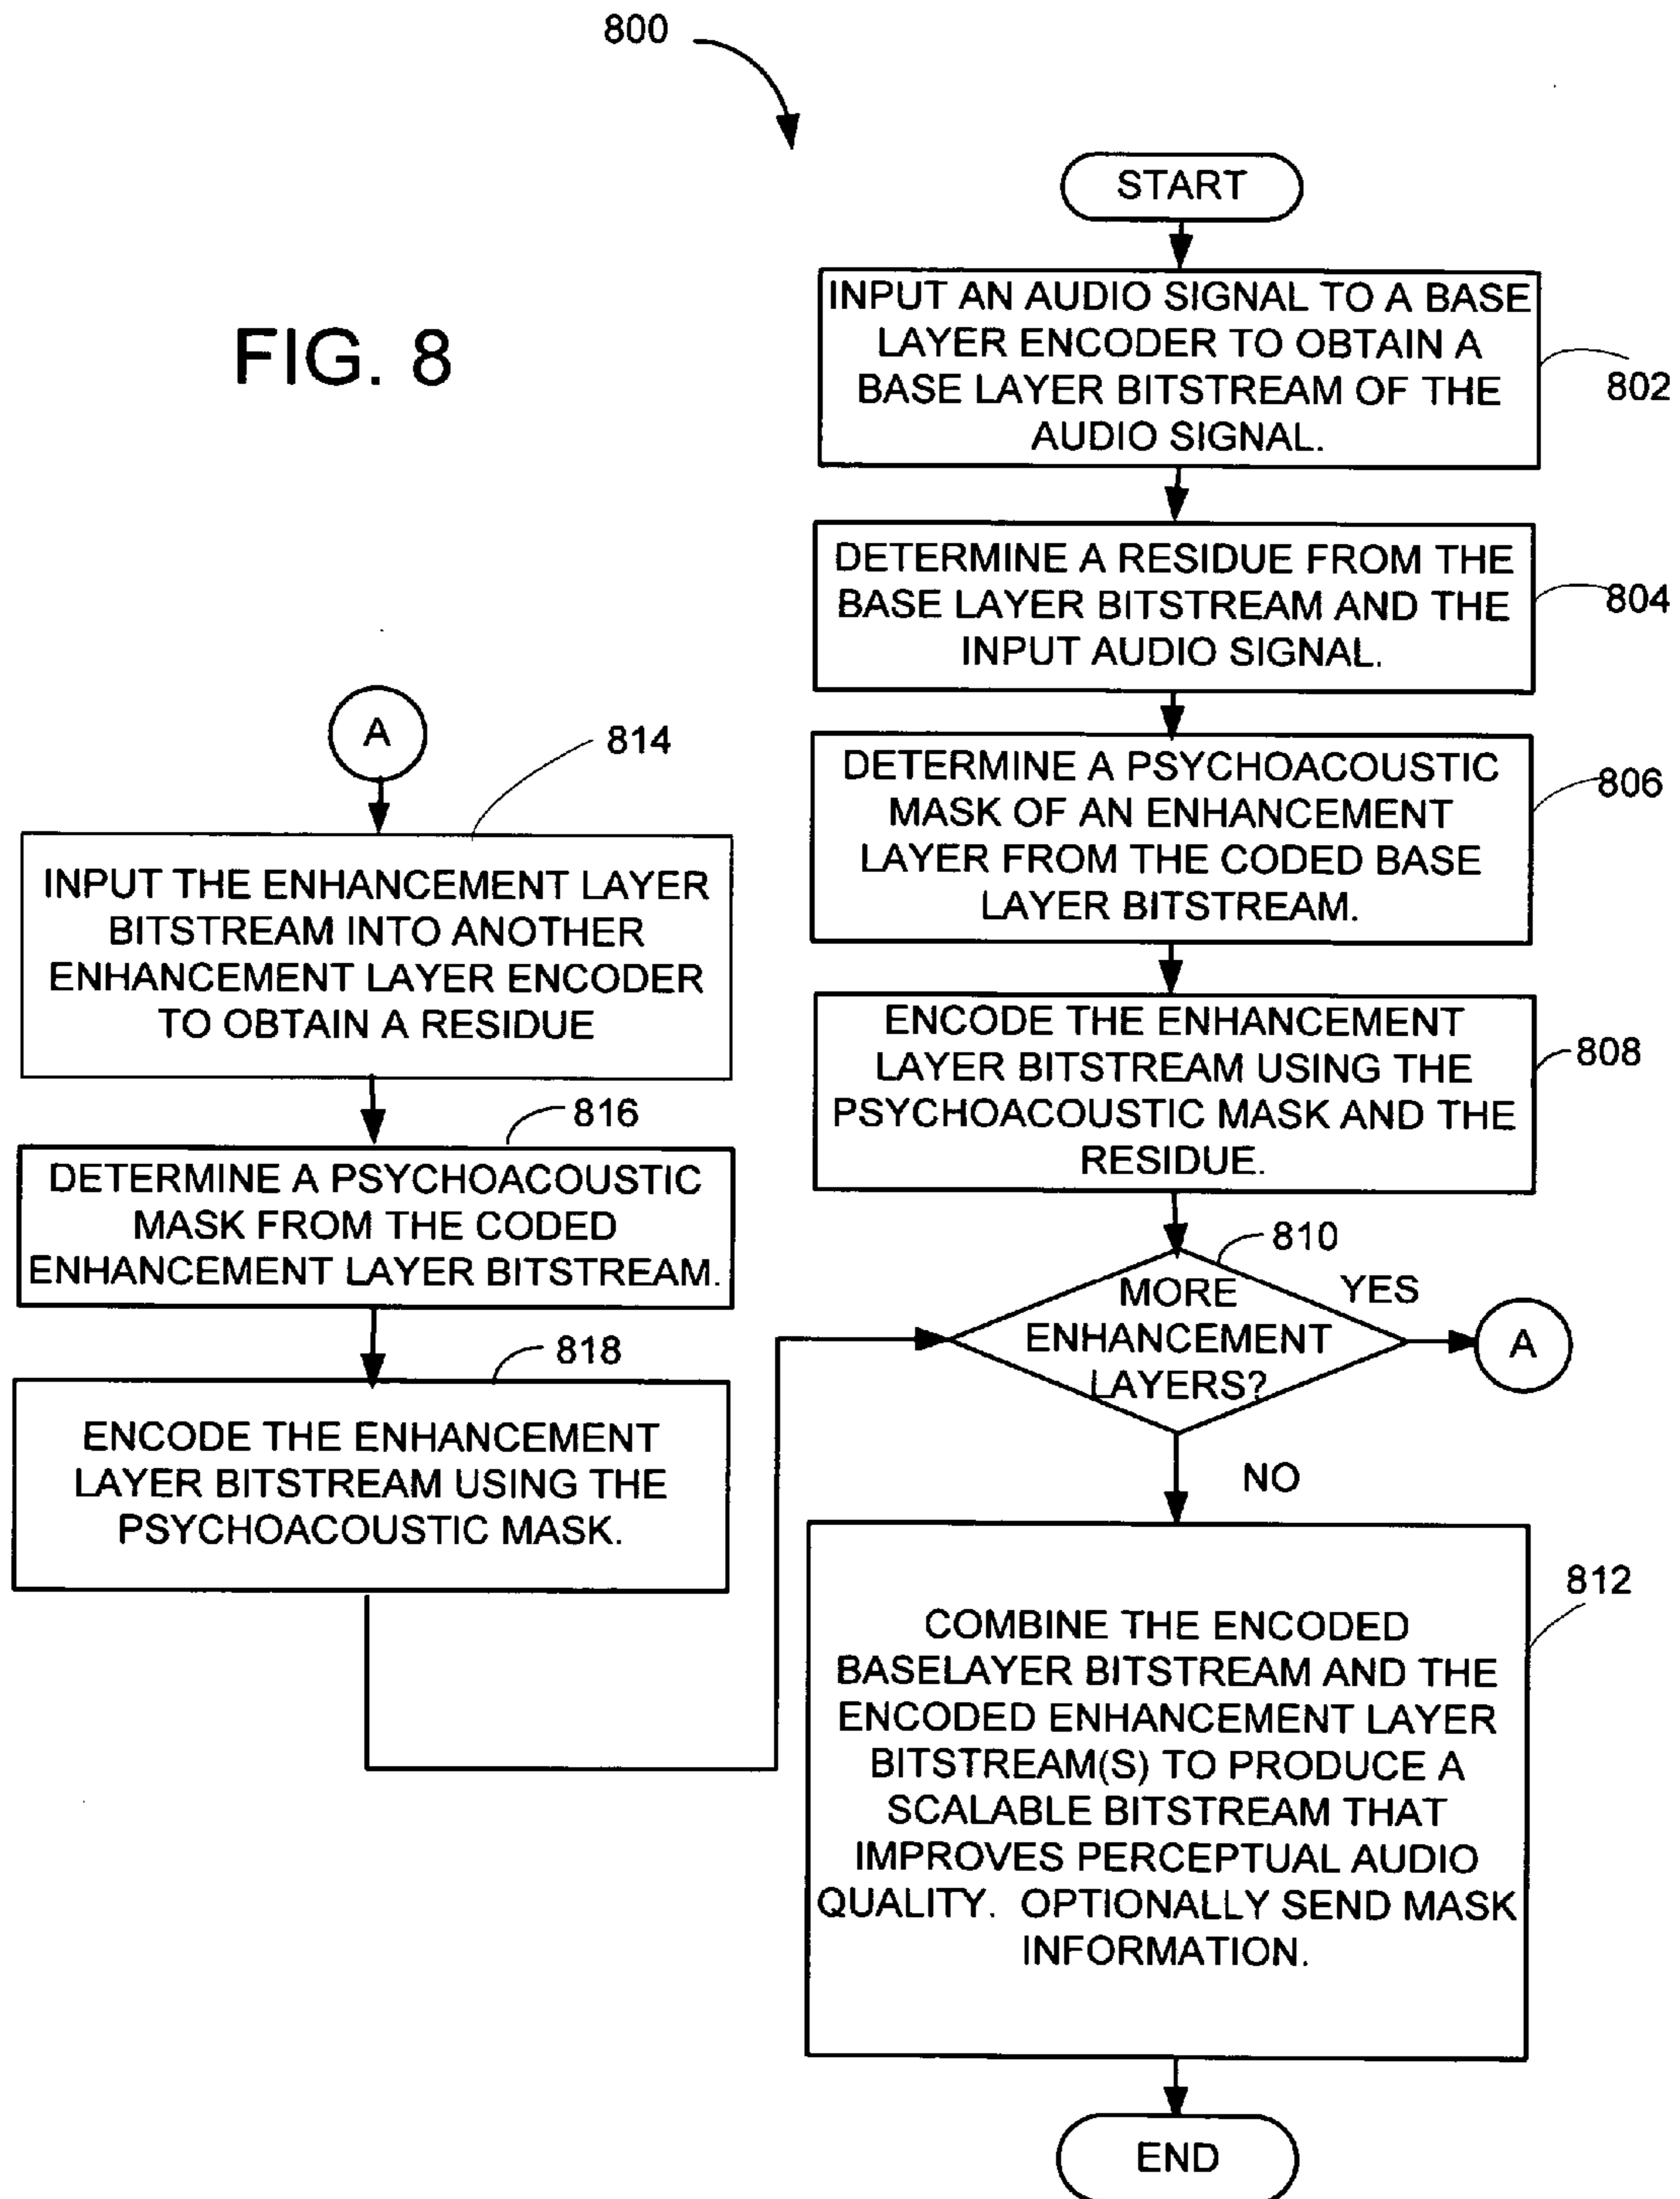 800
FIG. 8
START
INPUT AN AUDIO SIGNAL TO A BASE
LAYER ENCODER TO OBTAIN A
BASE LAYER BITSTREAM OF THE
AUDIO SIGNAL.
802
DETERMINE A RESIDUE FROM THE
BASE LAYER BITSTREAM AND THE
INPUT AUDIO SIGNAL.
804
DETERMINE A PSYCHOACOUSTIC
MASK OF AN ENHANCEMENT
LAYER FROM THE CODED BASE
LAYER BITSTREAM.
806
ENCODE THE ENHANCEMENT
LAYER BITSTREAM USING THE
PSYCHOACOUSTIC MASK AND THE
RESIDUE.
808
810
MORE
ENHANCEMENT
LAYERS?
YES
A
NO
812
COMBINE THE ENCODED
BASELAYER BITSTREAM AND THE
ENCODED ENHANCEMENT LAYER
BITSTREAM(S) TO PRODUCE A
SCALABLE BITSTREAM THAT
IMPROVES PERCEPTUAL AUDIO
QUALITY. OPTIONALLY SEND MASK
INFORMATION.
END
A
814
INPUT THE ENHANCEMENT LAYER
BITSTREAM INTO ANOTHER
ENHANCEMENT LAYER ENCODER
TO OBTAIN A RESIDUE
816
DETERMINE A PSYCHOACOUSTIC
MASK FROM THE CODED
ENHANCEMENT LAYER BITSTREAM.
818
ENCODE THE ENHANCEMENT
LAYER BITSTREAM USING THE
PSYCHOACOUSTIC MASK.